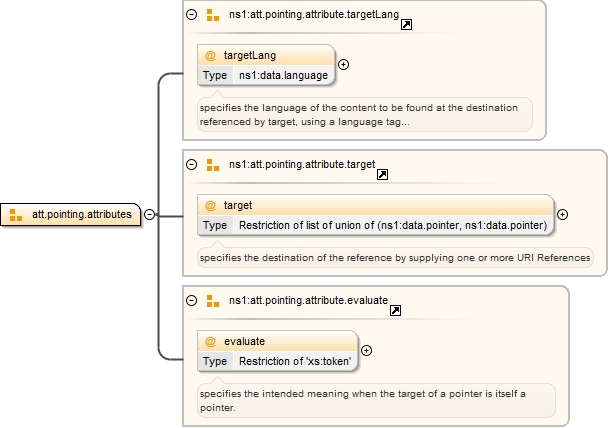 ns1:att.pointing.attribute.targetLang
@ targetLang
Type ns1:data.language
specifies the language of the content to be found at the destination
referenced by target, using a language tag...
ns1:att.pointing.attribute.target
@ target
Type Restriction of list of union of (ns1:data.pointer, ns1:data.pointer)
specifies the destination of the reference by supplying one or more URI References
att.pointing.attributes
ns1:att.pointing.attribute.evaluate
@ evaluate
Type Restriction of 'xs:token'
specifies the intended meaning when the target of a pointer is itself a
pointer.